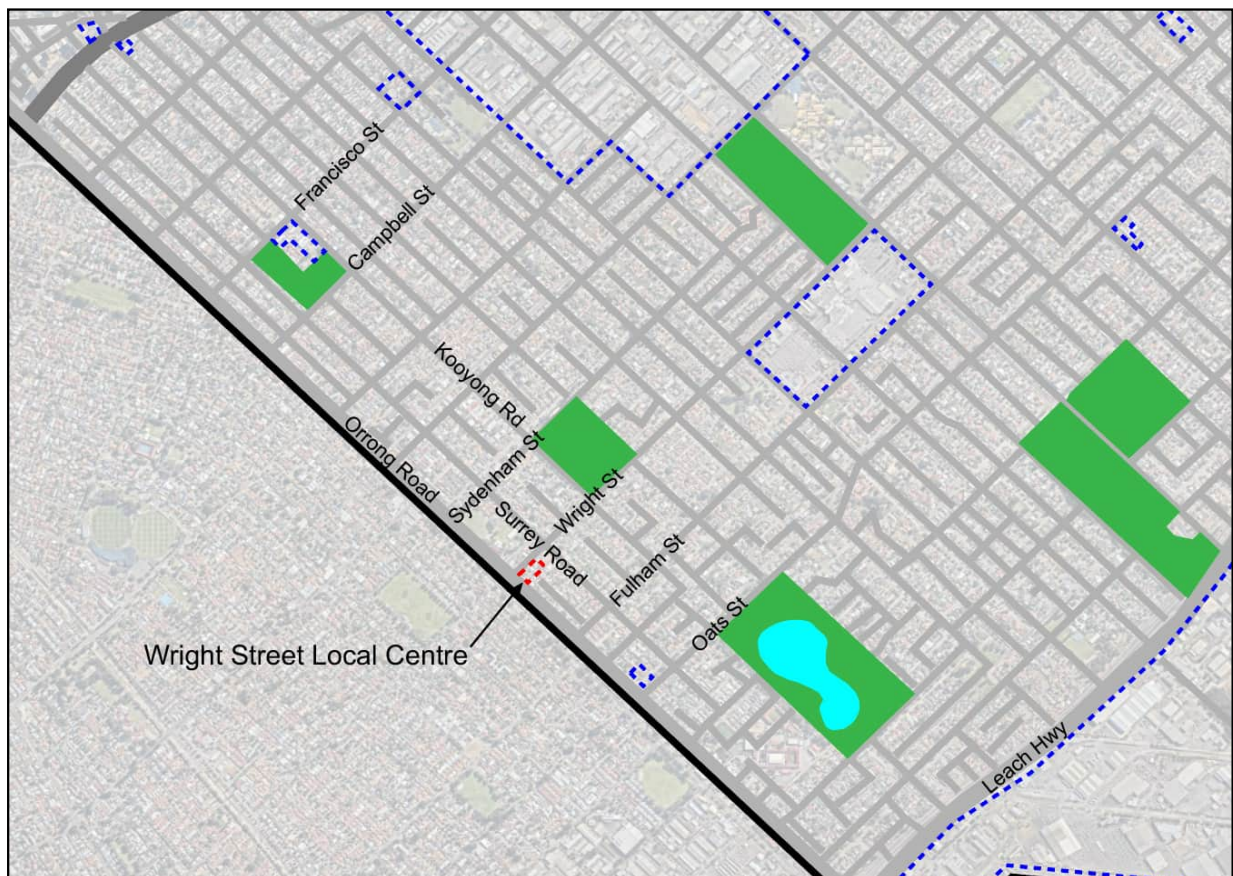 Francisco St
Campbell St
Kooyong Rd
Orrong Road
Sydenham St
Wright St
Surrey Road
Fulham St
Oats St
Wright Street Local Centre
Leach Hwy